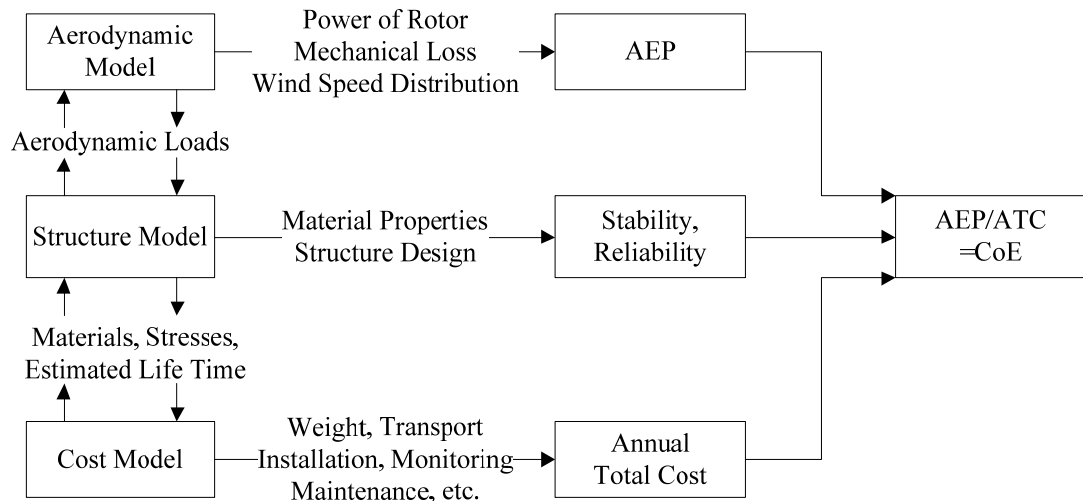 Aerodynamic
Model
Power of Rotor
Mechanical Loss
Wind Speed Distribution
AEP
Aerodynamic Loads
Structure Model
Material Properties
Structure Design
Stability,
Reliability
AEP/ATC
=CoE
Materials, Stresses,
Estimated Life Time
Cost Model
Weight, Transport
Installation, Monitoring
Maintenance, etc.
Annual
Total Cost